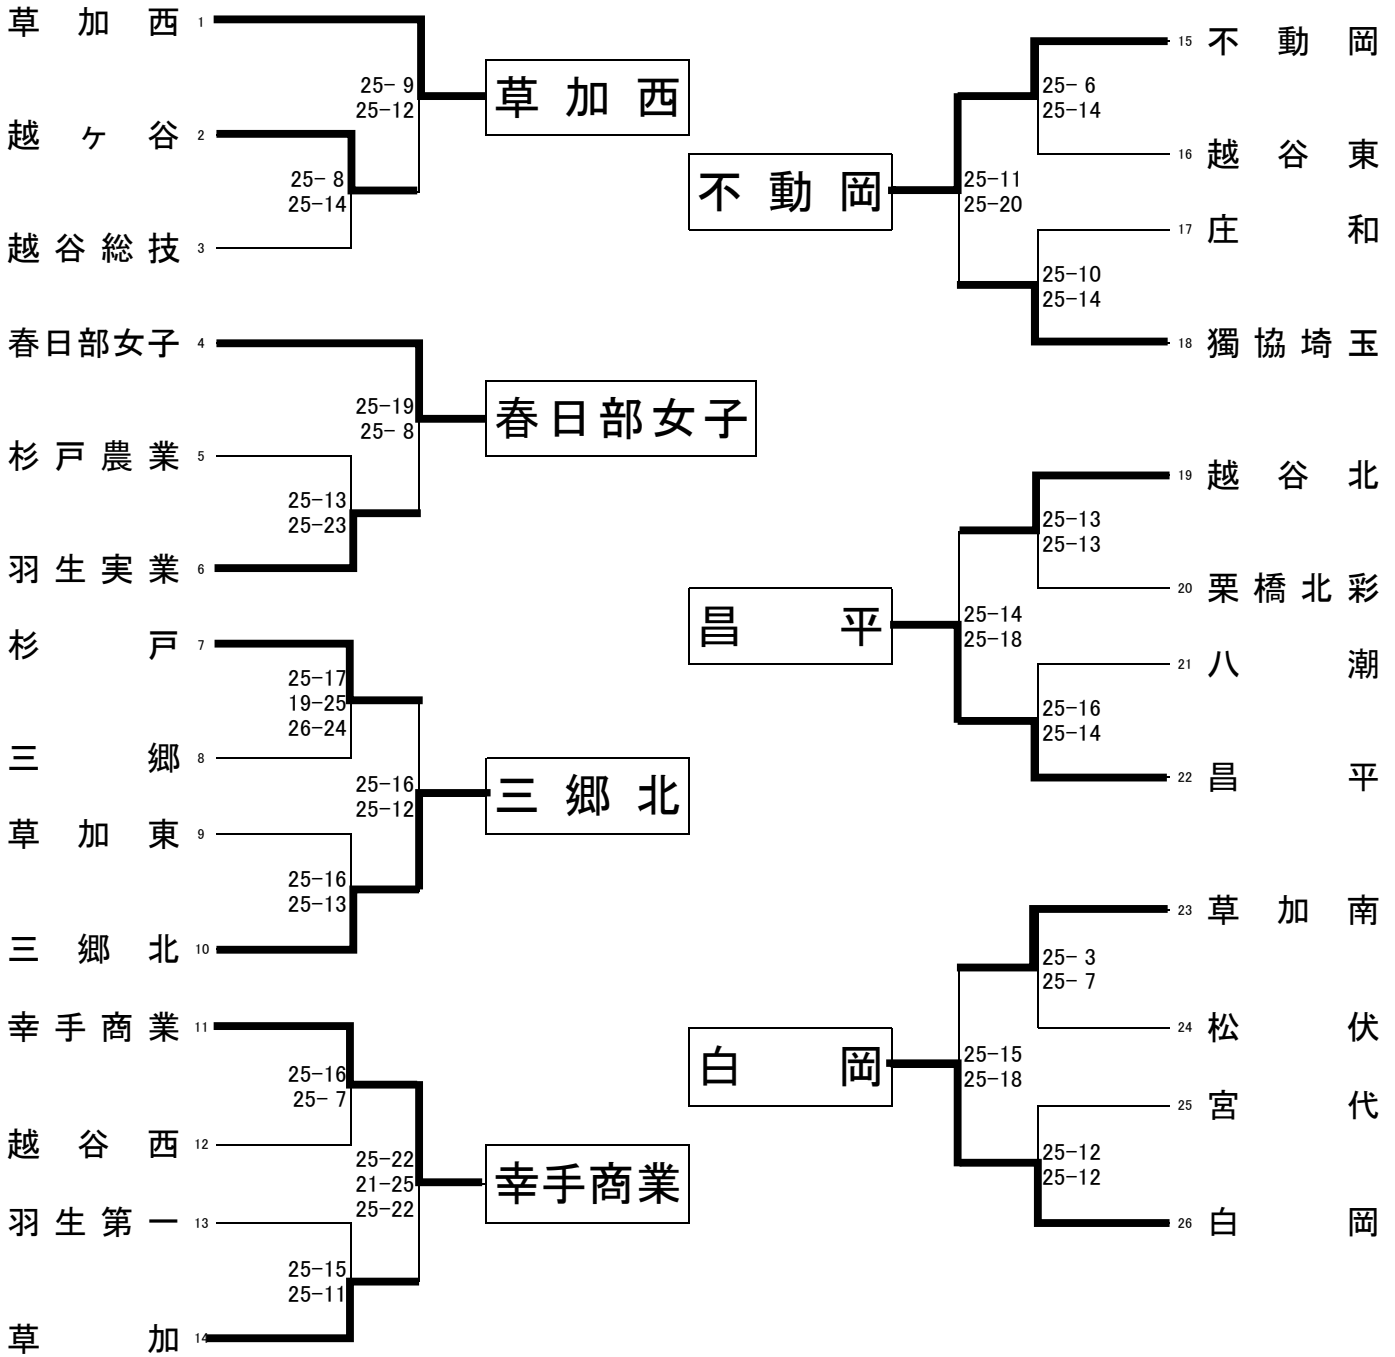 草加西 1
25- 9
25-12
草加西
越ヶ谷 2
25- 8
25-14
越谷総技 3
春日部女子 4
25-19
25- 8
春日部女子
杉戸農業 5
25-13
25-23
羽生実業 6
杉戸 7
25-17
19-25
26-24
三郷 8
25-16
25-12
三郷北
草加東 9
25-16
25-13
三郷北 10
幸手商業 11
25-16
25- 7
越谷西 12
25-22
21-25
25-22
幸手商業
羽生第一 13
25-15
25-11
草加 14
15 不動岡
25- 6
25-14
16 越谷東
不動岡
25-11
25-20
17 庄和
25-10
25-14
18 獨協埼玉
19 越谷北
25-13
25-13
20 栗橋北彩
昌平
25-14
25-18
21 八潮
25-16
25-14
22 昌平
23 草加南
25- 3
25- 7
24 松伏
白岡
25-15
25-18
25 宮代
25-12
25-12
26 白岡